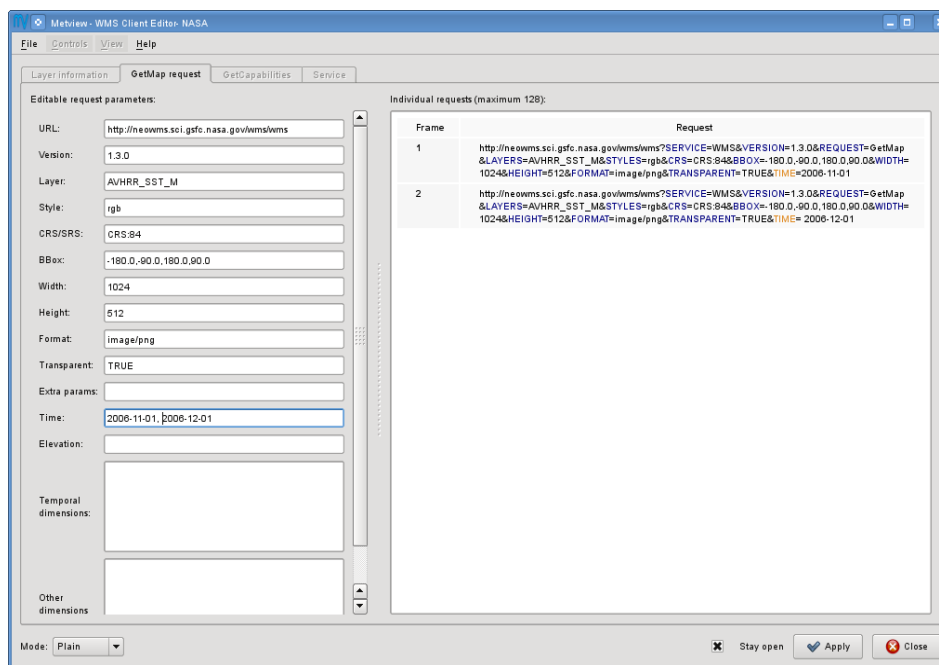 Metview - WMS Client Editor- NASA
File Controls View Help
Layer information GetMap request GetCapabilities Service
Editable request parameters:
URL: http://neowms.sci.gsfc.nasa.gov/wms/wms
Version: 1.3.0
Layer: AVHRR_SST_M
Style: rgb
CRS/SRS: CRS:84
BBox: -180.0,-90.0,180.0,90.0
Width: 1024
Height: 512
Format: image/png
Transparent: TRUE
Extra params:
Time: 2006-11-01, 2006-12-01
Elevation:
Temporal
dimensions:
Other
dimensions
Individual requests (maximum 128):
Frame Request
1 http://neowms.sci.gsfc.nasa.gov/wms/wms?SERVICE=WMS&VERSION=1.3.0&REQUEST=GetMap
&LAYERS=AVHRR_SST_M&STYLES=rgb&CRS=CRS:84&BBOX=-180.0,-90.0,180.0,90.0&WIDTH=
1024&HEIGHT=512&FORMAT=image/png&TRANSPARENT=TRUE&TIME=2006-11-01
2 http://neowms.sci.gsfc.nasa.gov/wms/wms?SERVICE=WMS&VERSION=1.3.0&REQUEST=GetMap
&LAYERS=AVHRR_SST_M&STYLES=rgb&CRS=CRS:84&BBOX=-180.0,-90.0,180.0,90.0&WIDTH=
1024&HEIGHT=512&FORMAT=image/png&TRANSPARENT=TRUE&TIME= 2006-12-01
Mode: Plain Stay open Apply Close